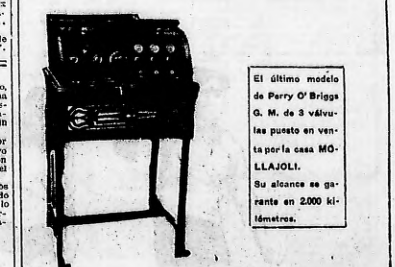 El último modelo
de Perry O' Briggs
G. M. de 3 válvu-
las puesto en ven-
ta por la casa MO-
LLAJOLI.
Su alcance se ga-
rante en 2.000 ki-
lómetros.